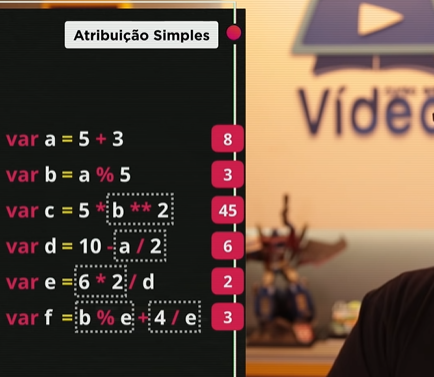 Atribuição Simples
var a = 5 + 3 8
var b = a % 5 3
var c = 5 * b ** 2 45
var d = 10 - a / 2 6
var e = 6 * 2 / d 2
var f = b % e + 4 / e 3
Víde